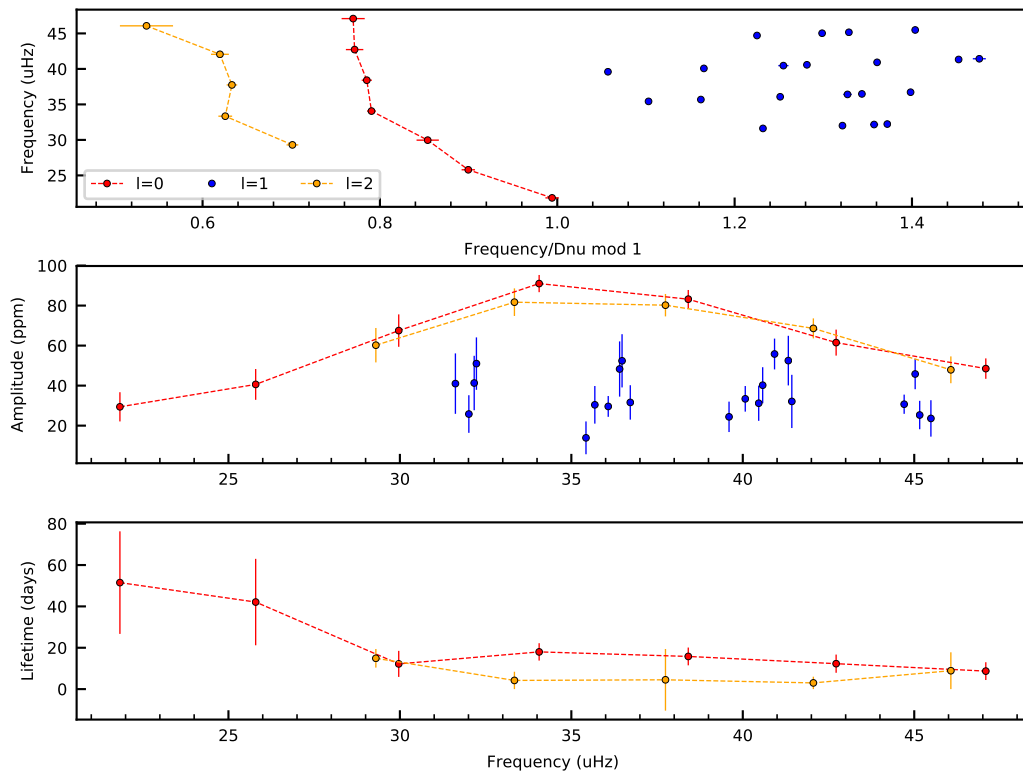 45
40
35
30
25
Frequency (uHz)
l=0 l=1 l=2
0.6 0.8 1.0 1.2 1.4
Frequency/Dnu mod 1
100
80
60
40
20
Amplitude (ppm)
25 30 35 40 45
80
60
40
20
0
Lifetime (days)
25 30 35 40 45
Frequency (uHz)